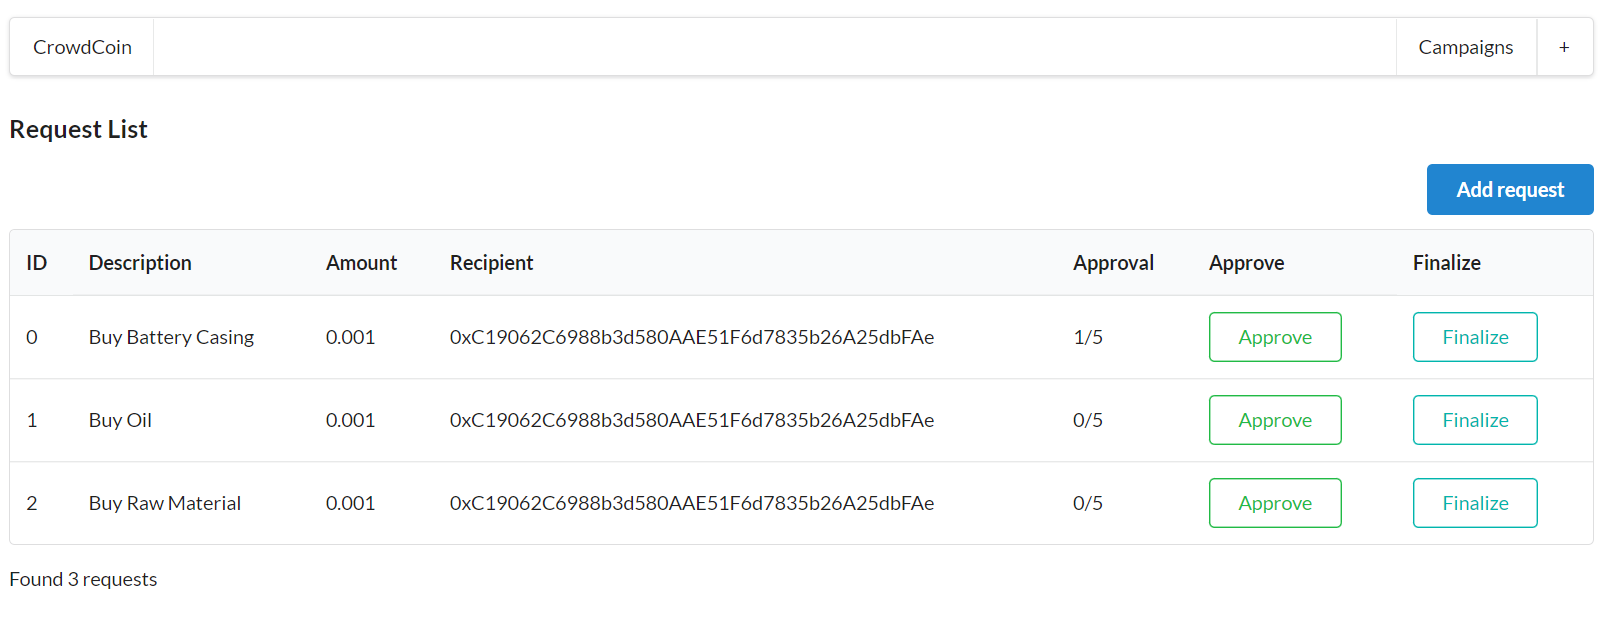 CrowdCoin Campaigns +
Request List
Add request
ID Description Amount Recipient Approval Approve Finalize
0 Buy Battery Casing 0.001 0xC19062C6988b3d580AAE51F6d7835b26A25dbFAe 1/5 Approve Finalize
1 Buy Oil 0.001 0xC19062C6988b3d580AAE51F6d7835b26A25dbFAe 0/5 Approve Finalize
2 Buy Raw Material 0.001 0xC19062C6988b3d580AAE51F6d7835b26A25dbFAe 0/5 Approve Finalize
Found 3 requests